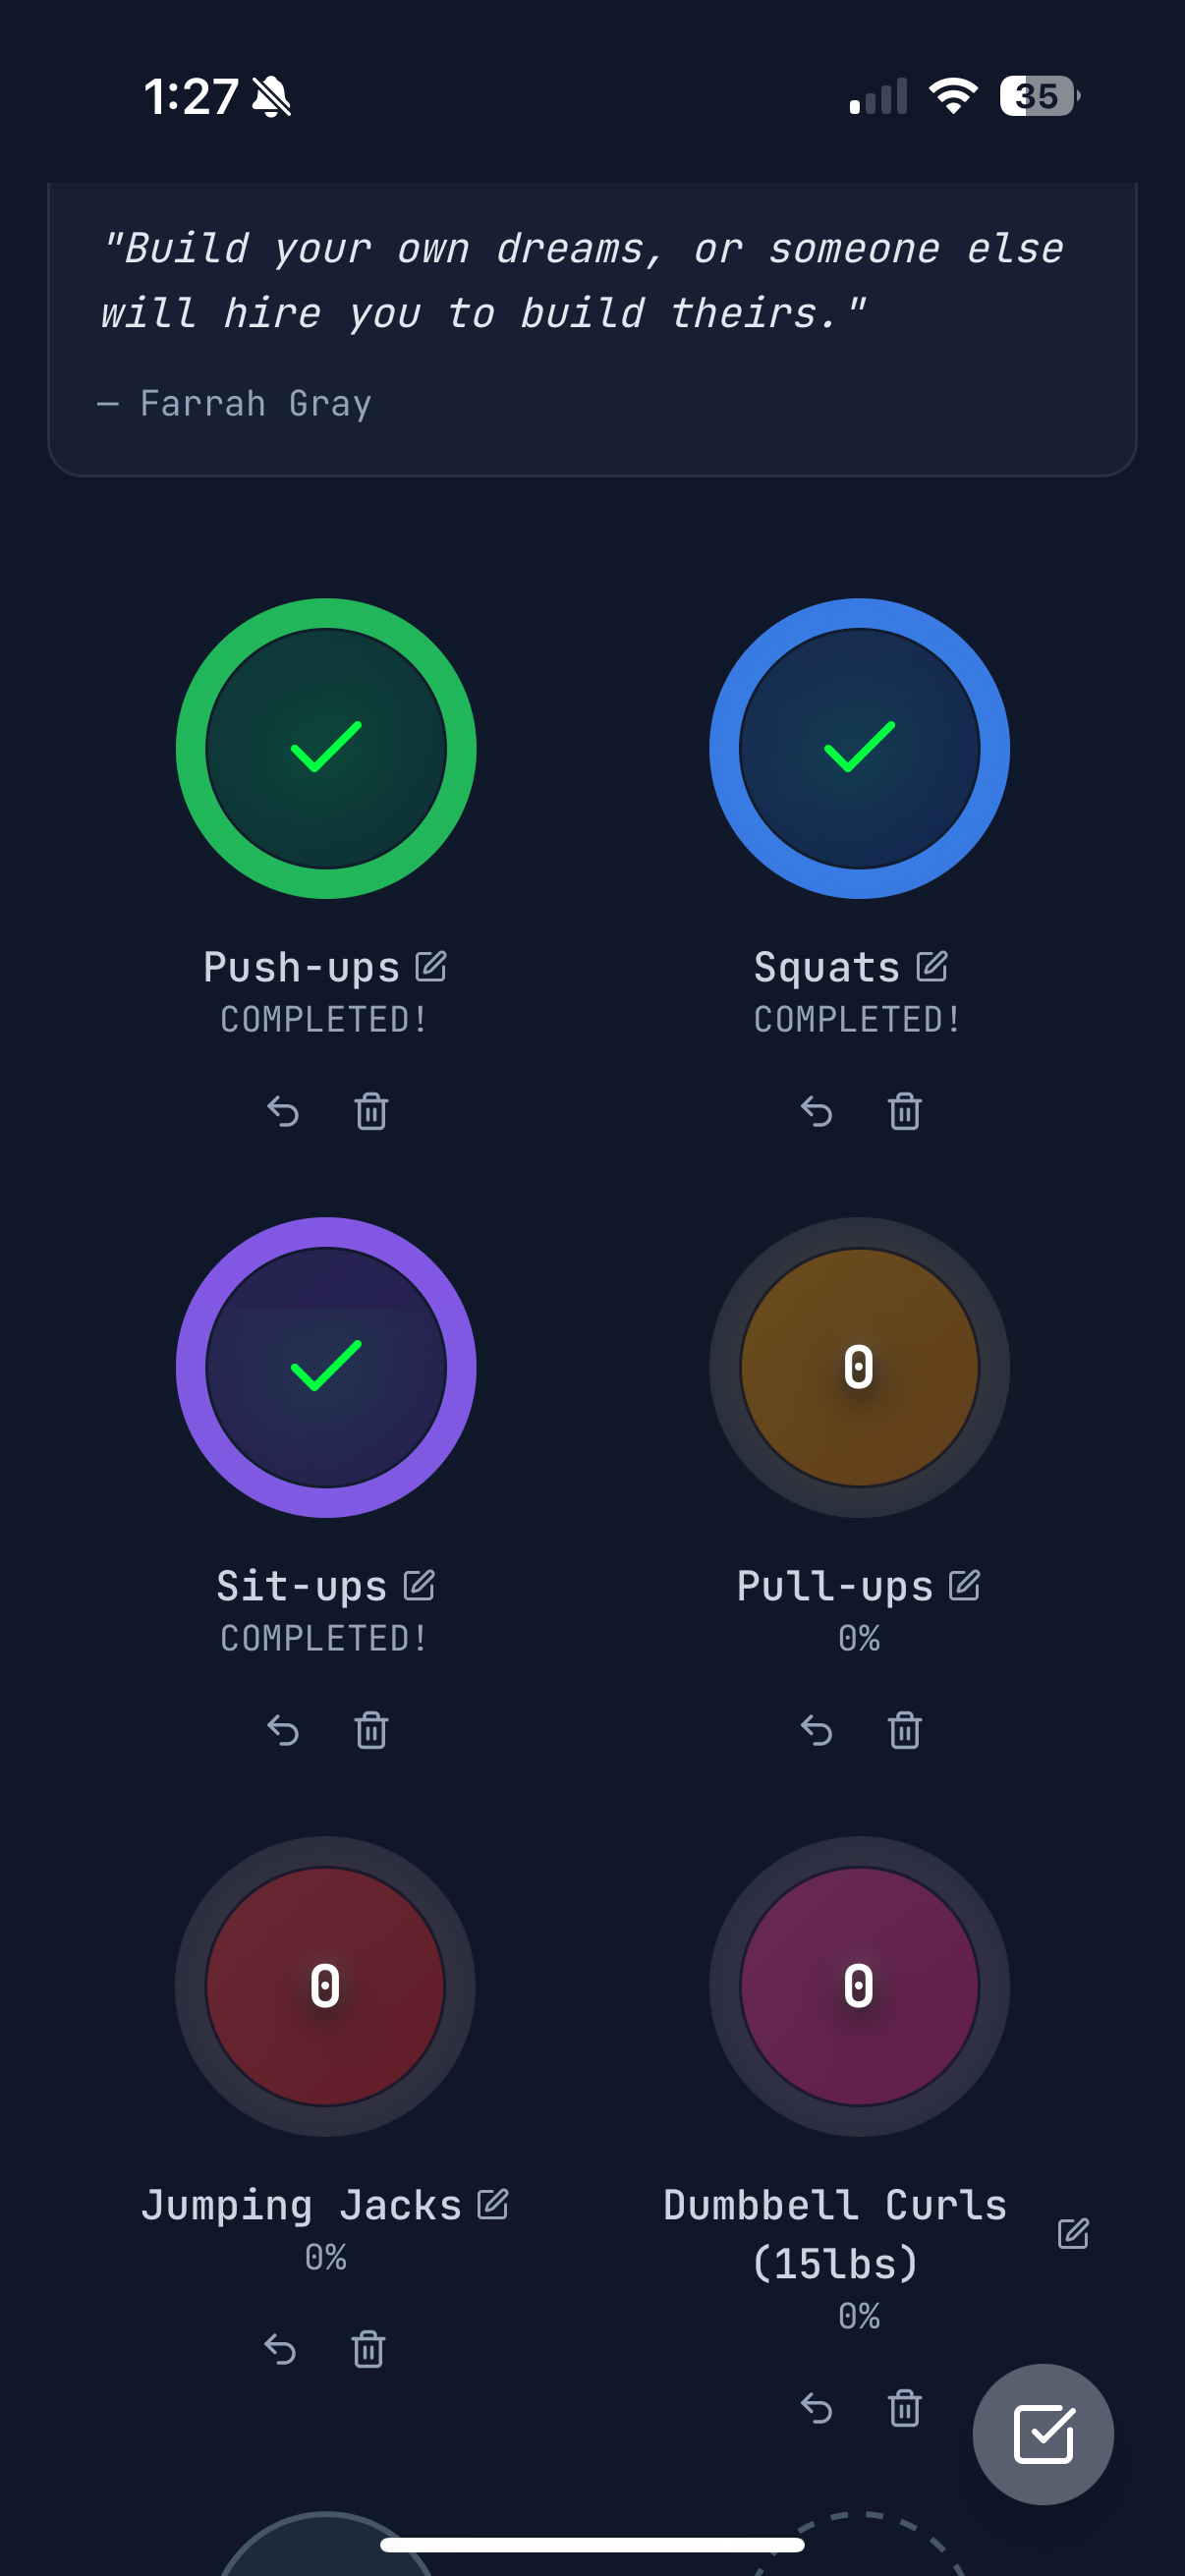 1:27
35
"Build your own dreams, or someone else
will hire you to build theirs."
— Farrah Gray
Push-ups
COMPLETED!
Squats
COMPLETED!
Sit-ups
COMPLETED!
0
Pull-ups
0%
0
Jumping Jacks
0%
0
Dumbbell Curls
(15lbs)
0%